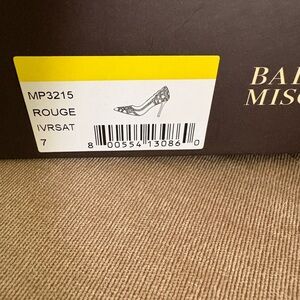 MP3215
ROUGE
IVRSAT
7
8 00554 13086 0
BA
MIS